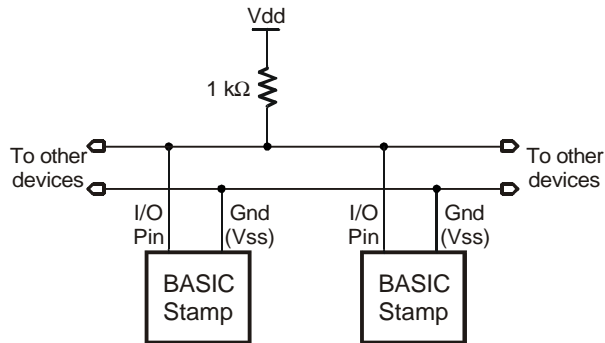 Vdd
1 kΩ
To other
devices
To other
devices
I/O
Pin
Gnd
(Vss)
I/O
Pin
Gnd
(Vss)
BASIC
Stamp
BASIC
Stamp